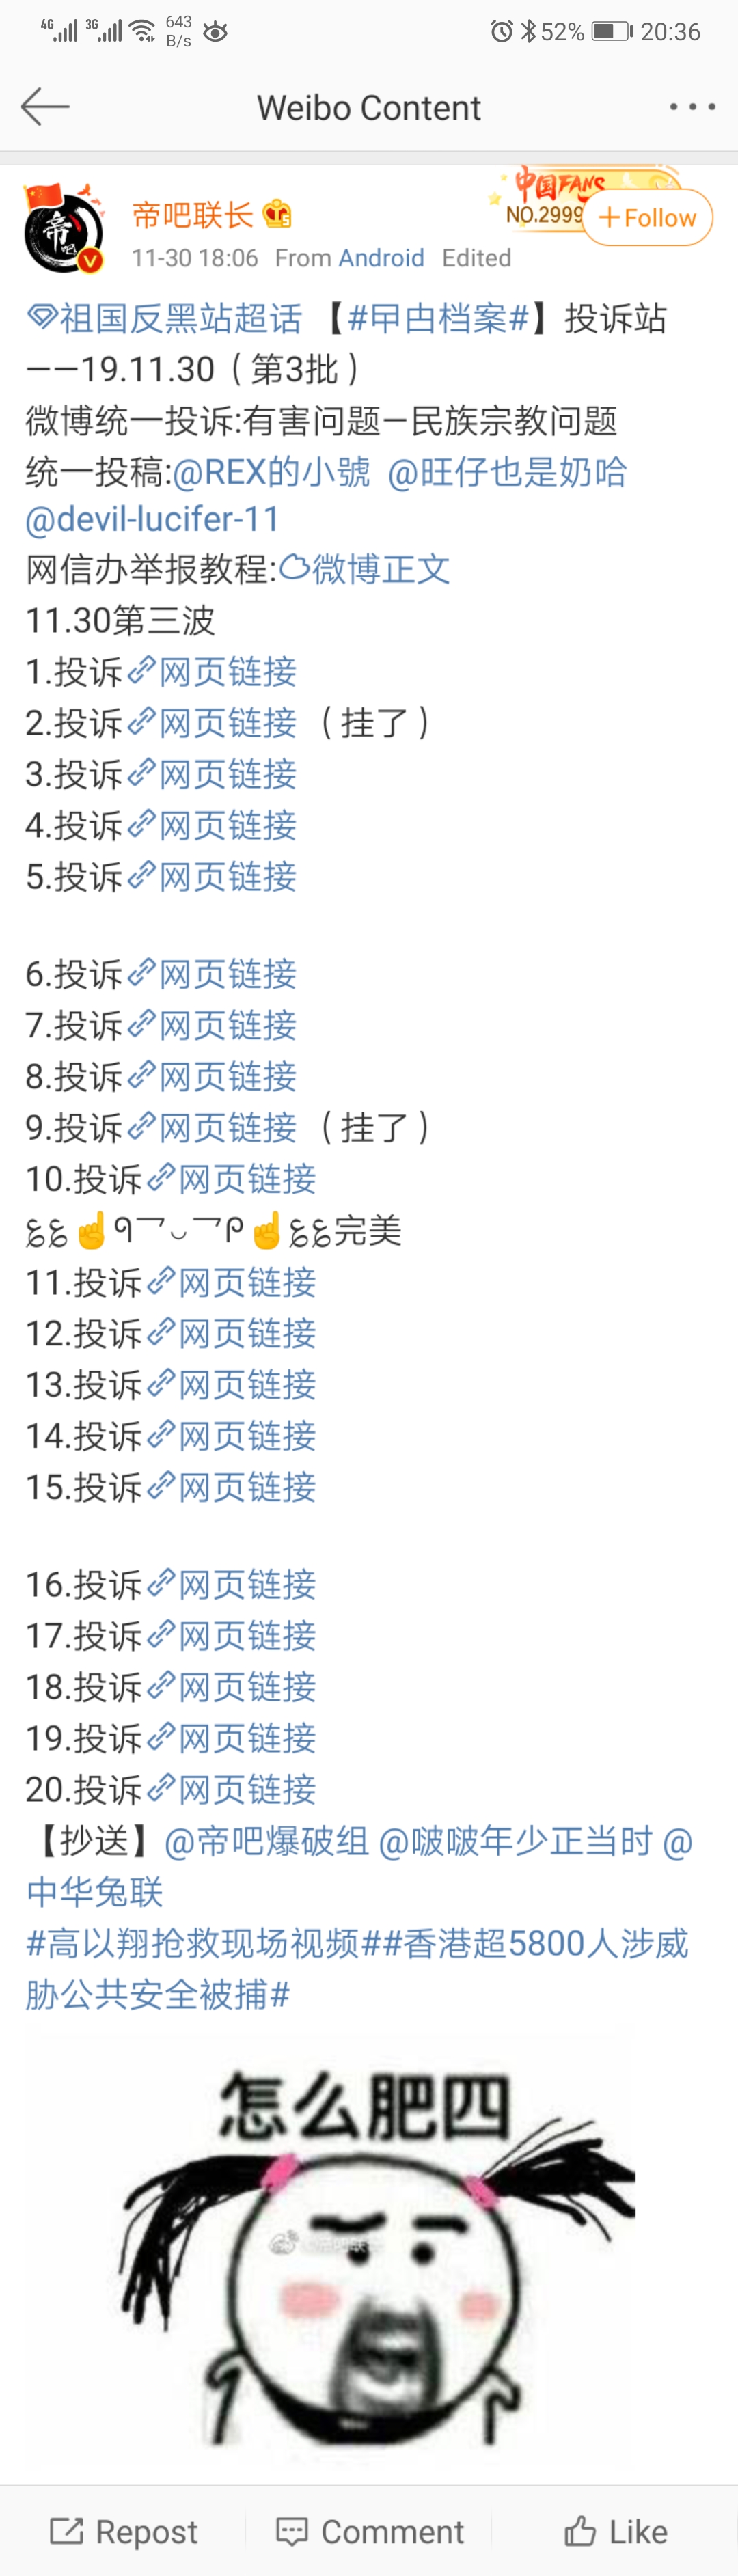 4G 3G 643 B/s 52% 20:36
Weibo Content
中国FANS
帝吧联长
NO.2999
+Follow
11-30 18:06 From Android Edited
祖国反黑站超话【#曱甴档案#】投诉站
——19.11.30（第3批）
微博统一投诉:有害问题—民族宗教问题
统一投稿:@REX的小號 @旺仔也是奶哈
@devil-lucifer-11
网信办举报教程:微博正文
11.30第三波
1.投诉网页链接
2.投诉网页链接（挂了）
3.投诉网页链接
4.投诉网页链接
5.投诉网页链接
6.投诉网页链接
7.投诉网页链接
8.投诉网页链接
9.投诉网页链接（挂了）
10.投诉网页链接
ع͡ع☝ᑫ乛◡乛ᑭ☝ع͡ع完美
11.投诉网页链接
12.投诉网页链接
13.投诉网页链接
14.投诉网页链接
15.投诉网页链接
16.投诉网页链接
17.投诉网页链接
18.投诉网页链接
19.投诉网页链接
20.投诉网页链接
【抄送】@帝吧爆破组 @啵啵年少正当时 @
中华兔联
#高以翔抢救现场视频##香港超5800人涉威
胁公共安全被捕#
怎么肥四
Repost
Comment
Like